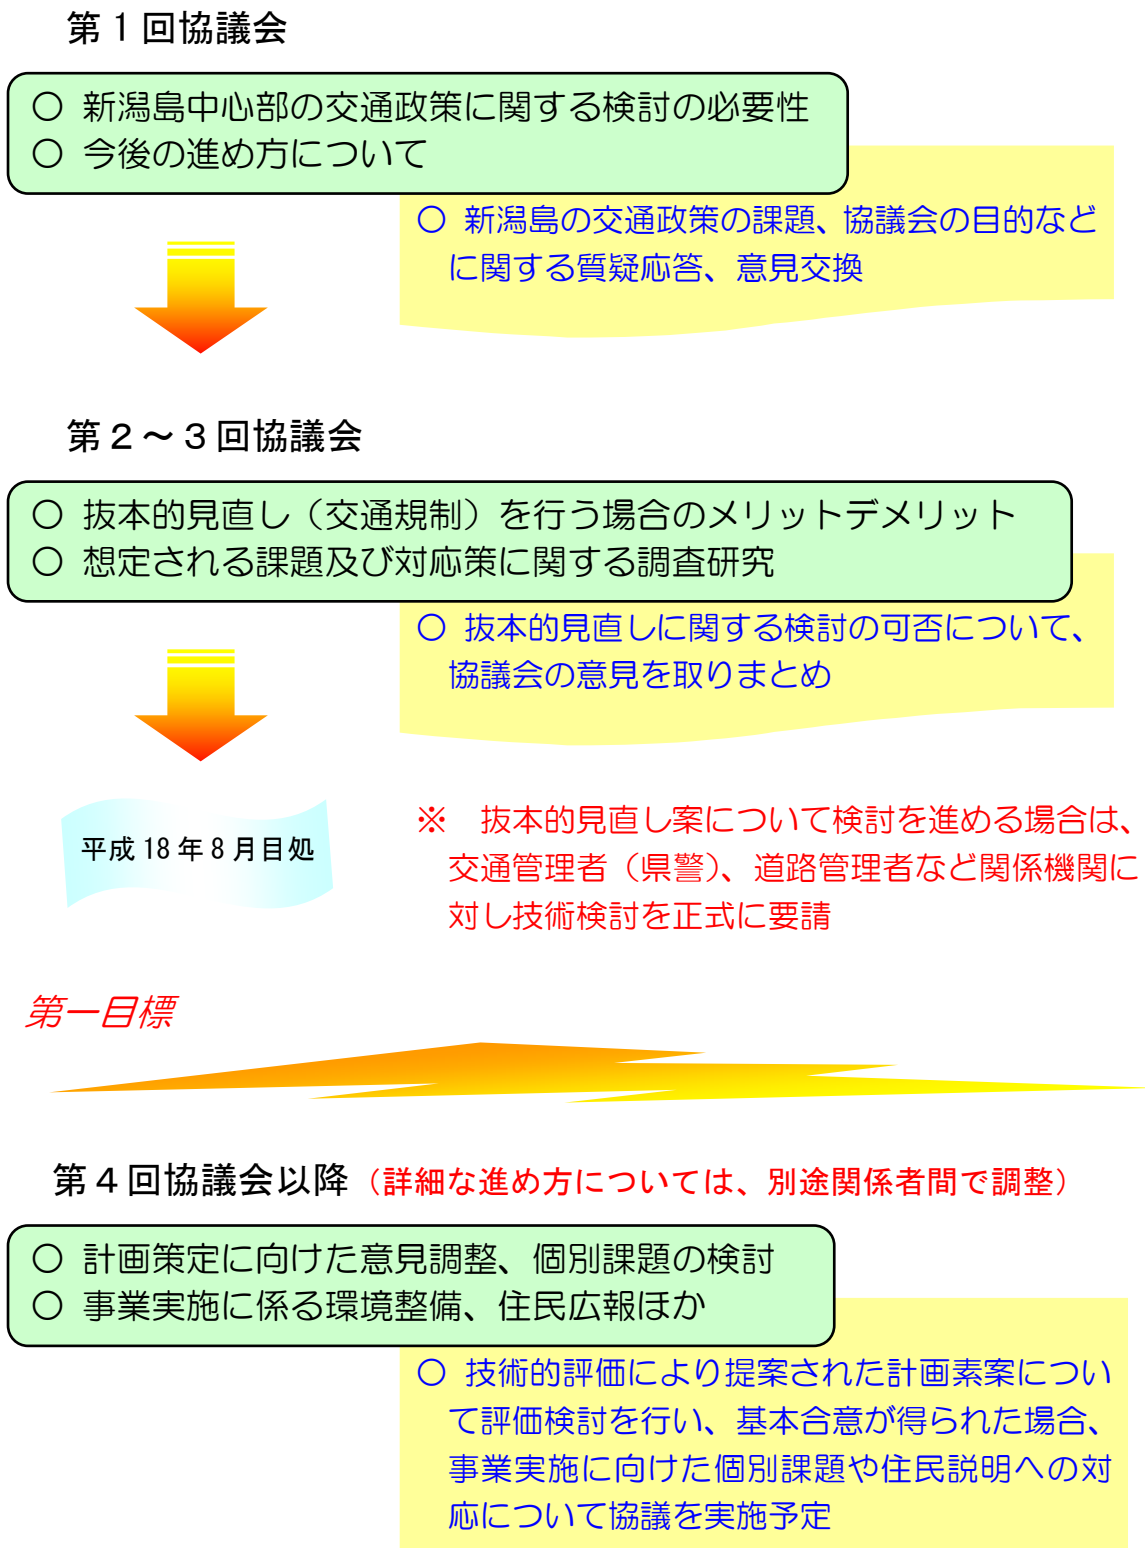 第1回協議会
○ 新潟島中心部の交通政策に関する検討の必要性
○ 今後の進め方について
○ 新潟島の交通政策の課題、協議会の目的など
に関する質疑応答、意見交換
第2～3回協議会
○ 抜本的見直し（交通規制）を行う場合のメリットデメリット
○ 想定される課題及び対応策に関する調査研究
○ 抜本的見直しに関する検討の可否について、
協議会の意見を取りまとめ
平成18年8月目処
※ 抜本的見直し案について検討を進める場合は、
交通管理者（県警）、道路管理者など関係機関に
対し技術検討を正式に要請
第一目標
第4回協議会以降（詳細な進め方については、別途関係者間で調整）
○ 計画策定に向けた意見調整、個別課題の検討
○ 事業実施に係る環境整備、住民広報ほか
○ 技術的評価により提案された計画素案につい
て評価検討を行い、基本合意が得られた場合、
事業実施に向けた個別課題や住民説明への対
応について協議を実施予定